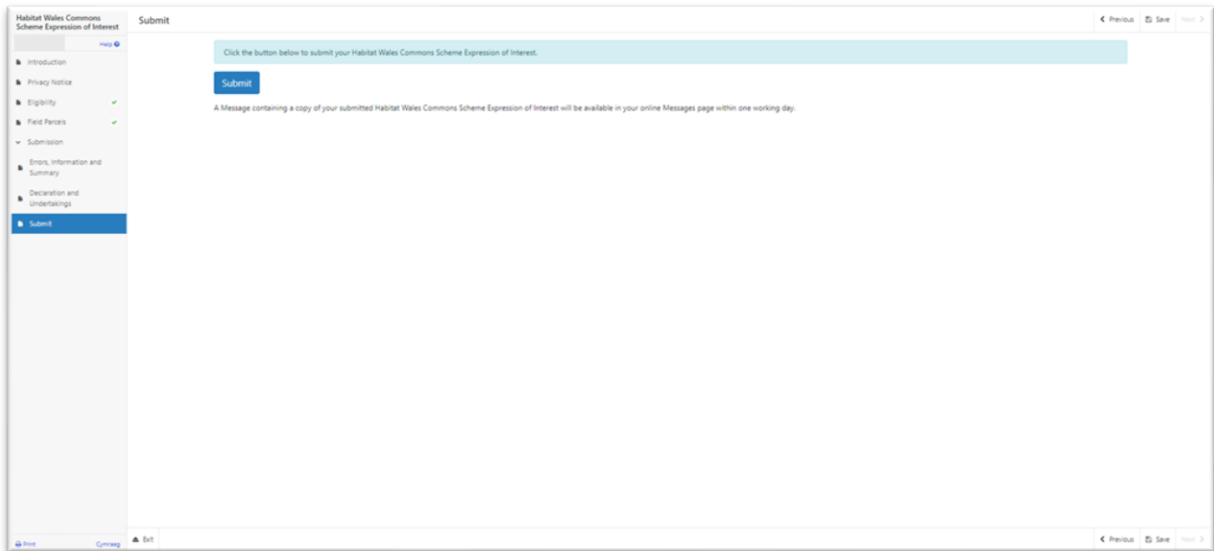 Habitat Wales Commons
Scheme Expression of Interest
Help
Introduction
Privacy Notice
Eligibility
Field Parcels
Submission
Errors, Information and
Summary
Declaration and
Undertakings
Submit
Print Cymraeg
Submit
Previous Save Next
Click the button below to submit your Habitat Wales Commons Scheme Expression of Interest.
Submit
A Message containing a copy of your submitted Habitat Wales Commons Scheme Expression of Interest will be available in your online Messages page within one working day.
Exit
Previous Save Next